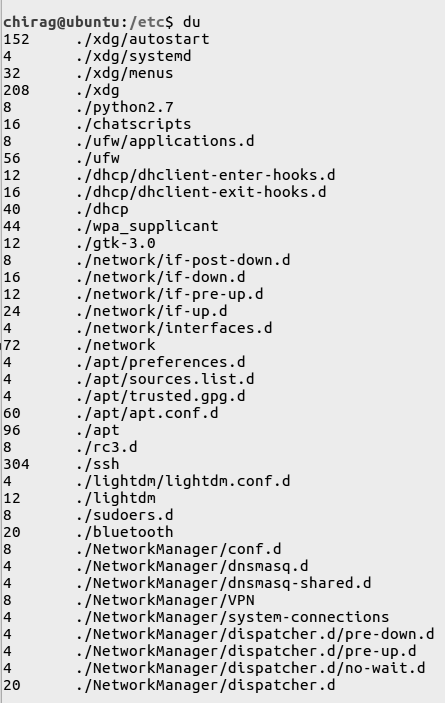 chirag@ubuntu:/etc$ du
152 ./xdg/autostart
4 ./xdg/systemd
32 ./xdg/menus
208 ./xdg
8 ./python2.7
16 ./chatscripts
8 ./ufw/applications.d
56 ./ufw
12 ./dhcp/dhclient-enter-hooks.d
16 ./dhcp/dhclient-exit-hooks.d
40 ./dhcp
44 ./wpa_supplicant
12 ./gtk-3.0
8 ./network/if-post-down.d
16 ./network/if-down.d
12 ./network/if-pre-up.d
24 ./network/if-up.d
4 ./network/interfaces.d
72 ./network
4 ./apt/preferences.d
4 ./apt/sources.list.d
4 ./apt/trusted.gpg.d
60 ./apt/apt.conf.d
96 ./apt
8 ./rc3.d
304 ./ssh
4 ./lightdm/lightdm.conf.d
12 ./lightdm
8 ./sudoers.d
20 ./bluetooth
8 ./NetworkManager/conf.d
4 ./NetworkManager/dnsmasq.d
4 ./NetworkManager/dnsmasq-shared.d
8 ./NetworkManager/VPN
4 ./NetworkManager/system-connections
4 ./NetworkManager/dispatcher.d/pre-down.d
4 ./NetworkManager/dispatcher.d/pre-up.d
4 ./NetworkManager/dispatcher.d/no-wait.d
20 ./NetworkManager/dispatcher.d